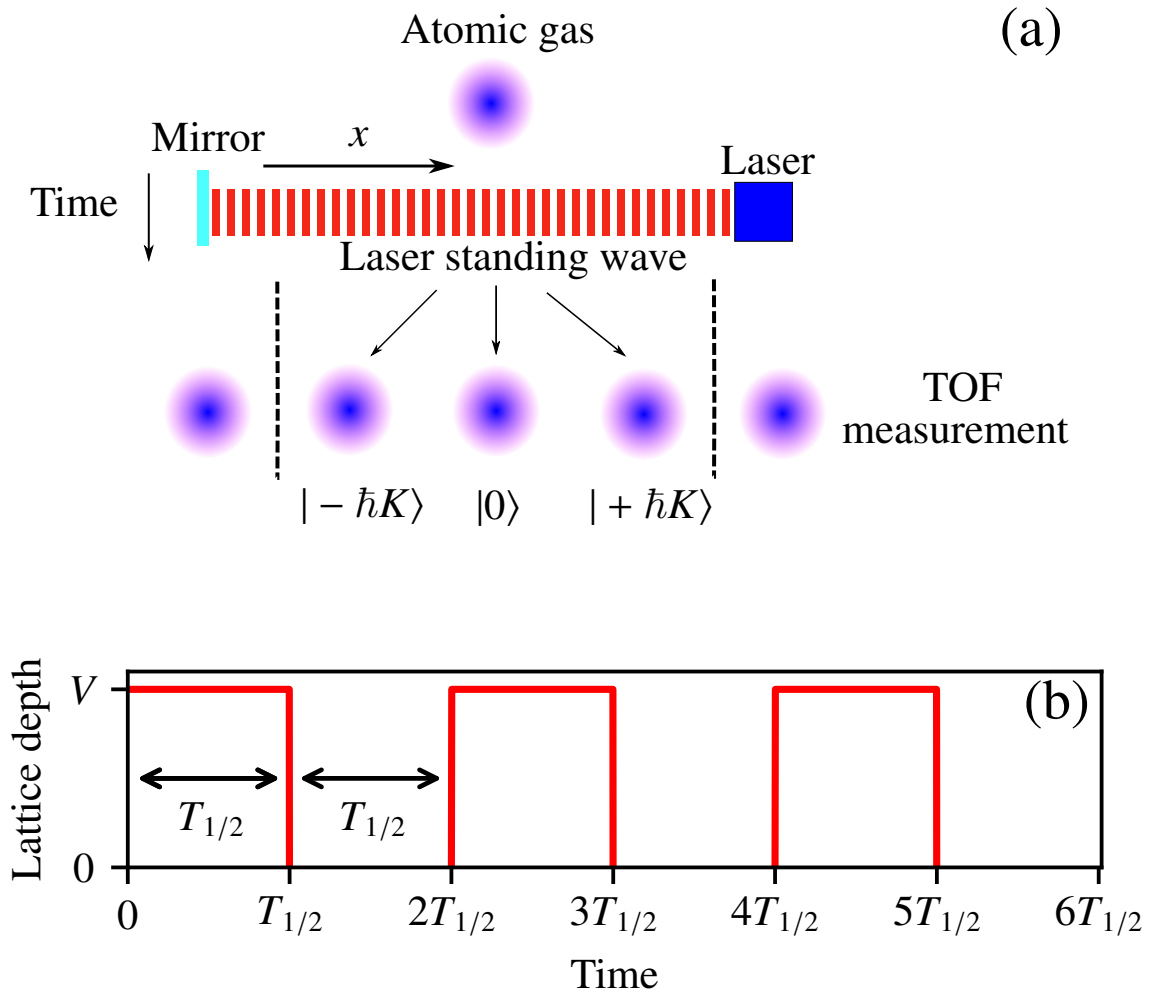 (a)
Atomic gas
Mirror
x
Laser
Time
Laser standing wave
TOF
measurement
| − ℏK⟩
|0⟩
| + ℏK⟩
(b)
Lattice depth
V
0
T1/2
T1/2
0
T1/2
2T1/2
3T1/2
4T1/2
5T1/2
6T1/2
Time